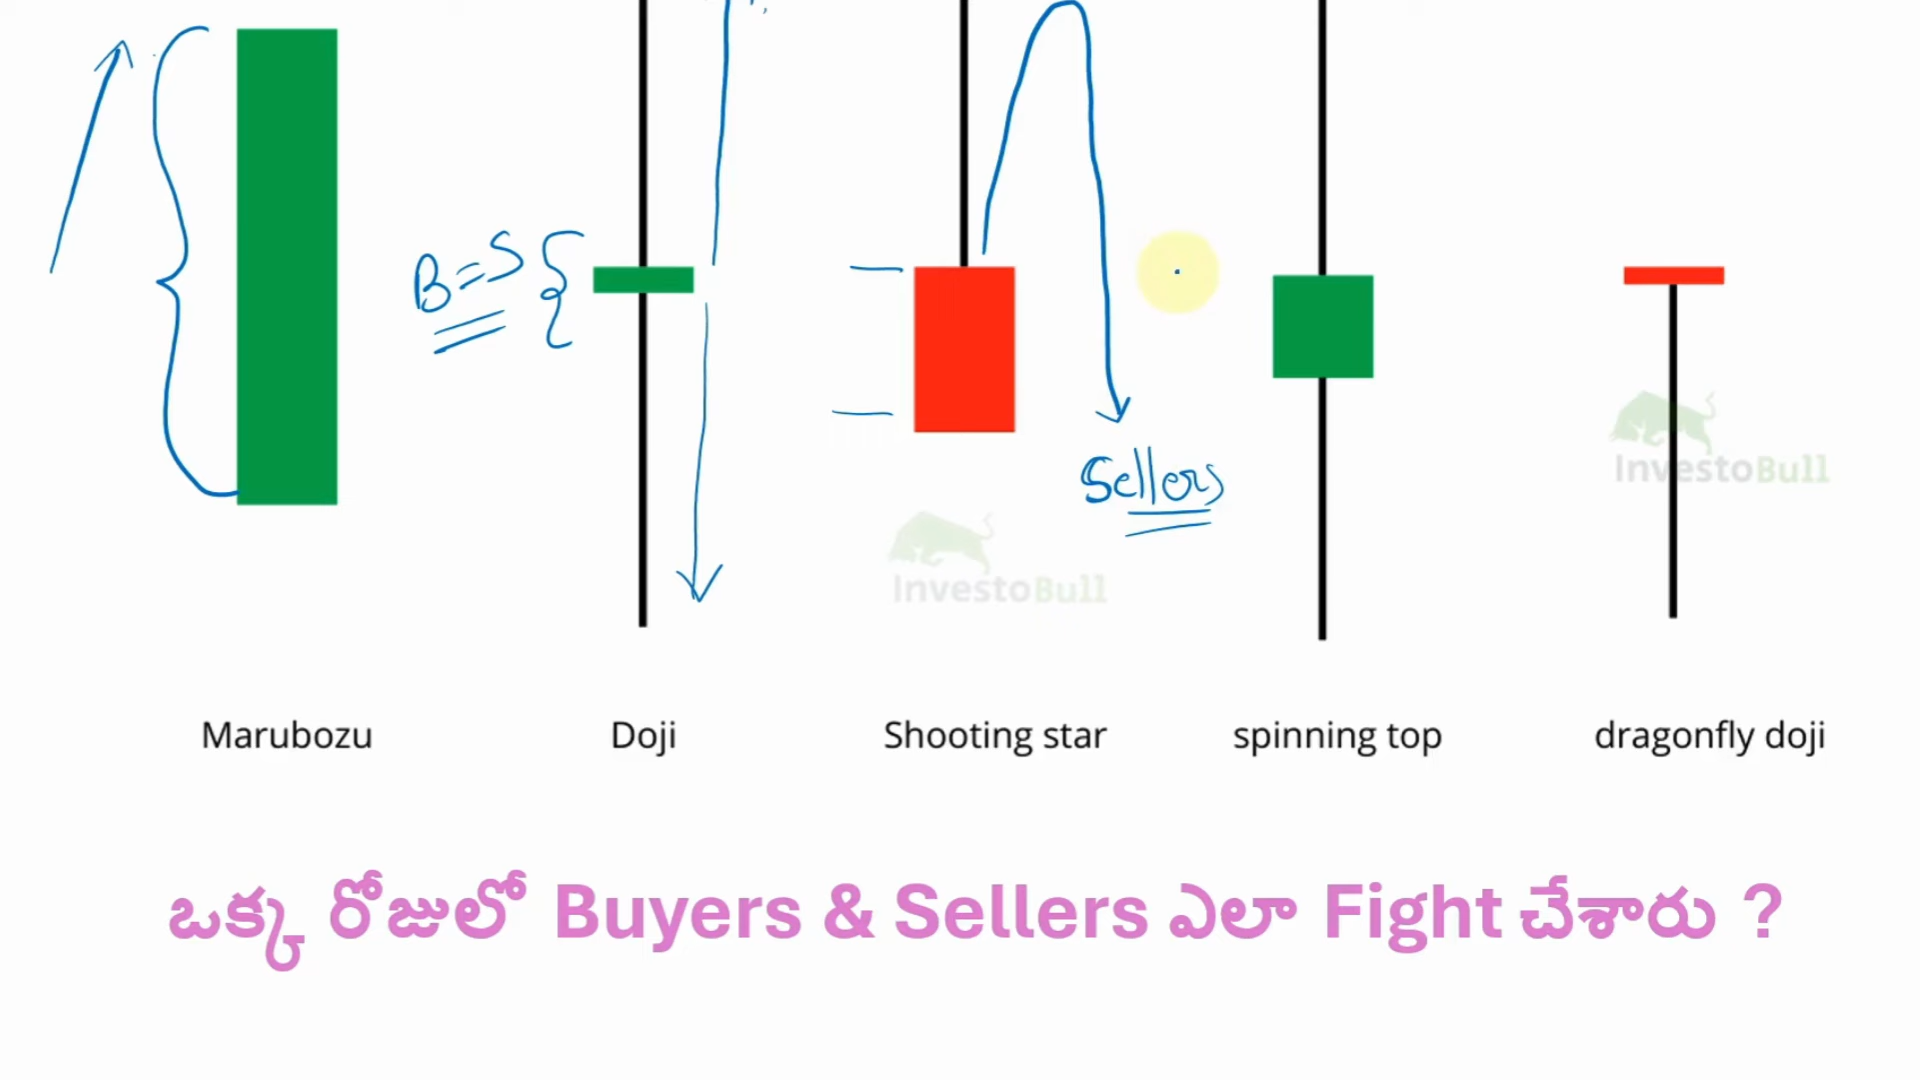 B=S
Sellers
InvestoBull
InvestoBull
Marubozu
Doji
Shooting star
spinning top
dragonfly doji
ఒక్క రోజులో Buyers & Sellers ఎలా Fight చేశారు ?